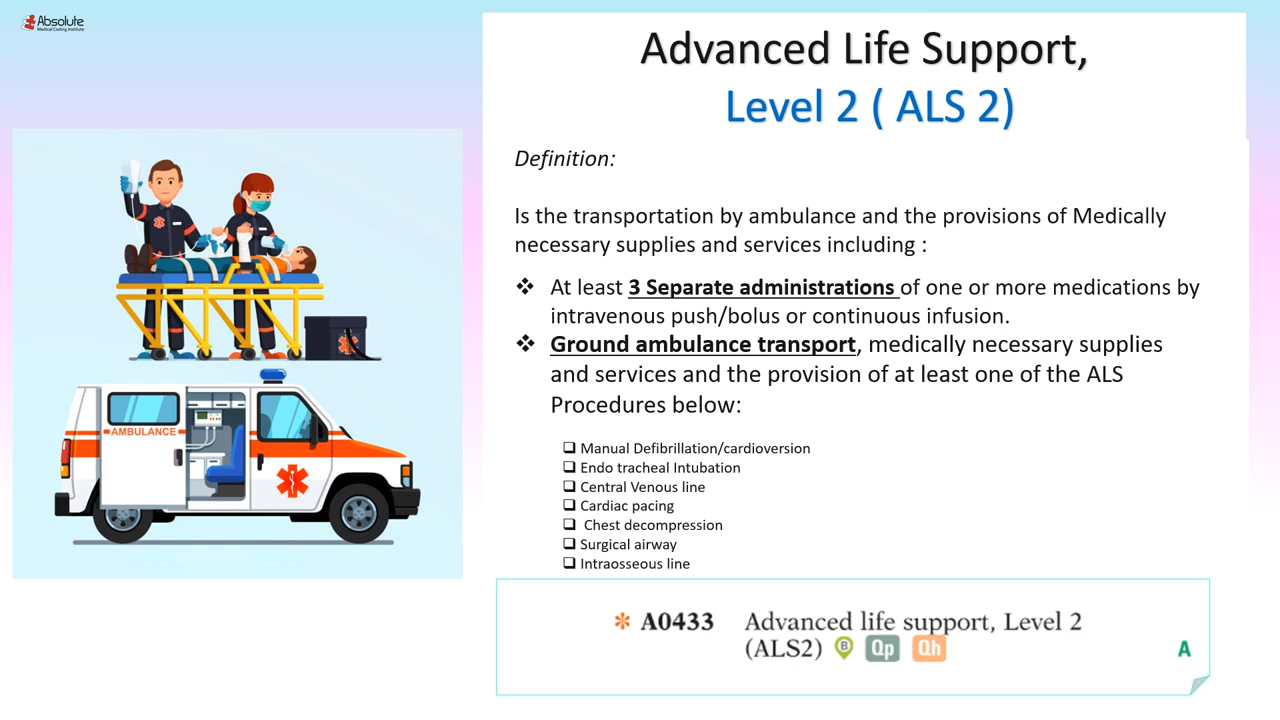 Absolute
Medical Coding Institute
Advanced Life Support,
Level 2 ( ALS 2)
Definition:
Is the transportation by ambulance and the provisions of Medically
necessary supplies and services including :
❖ At least 3 Separate administrations of one or more medications by
intravenous push/bolus or continuous infusion.
❖ Ground ambulance transport, medically necessary supplies
and services and the provision of at least one of the ALS
Procedures below:
❑ Manual Defibrillation/cardioversion
❑ Endo tracheal Intubation
❑ Central Venous line
❑ Cardiac pacing
❑ Chest decompression
❑ Surgical airway
❑ Intraosseous line
AMBULANCE
* A0433 Advanced life support, Level 2
(ALS2) B Qp Qh A